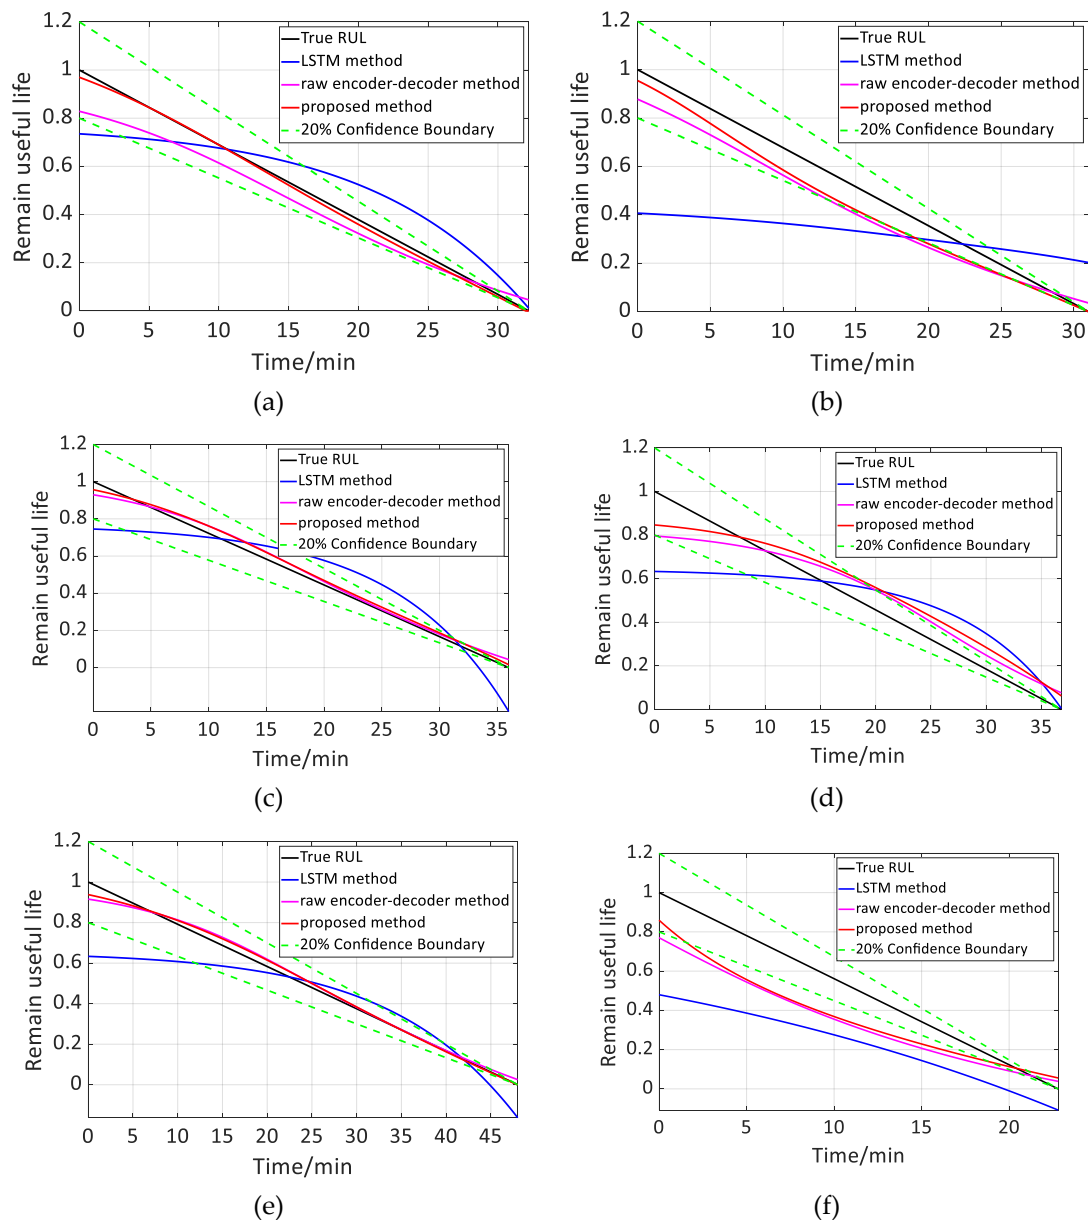 1.2
1
0.8
0.6
0.4
0.2
0
Remain useful life
True RUL
LSTM method
raw encoder-decoder method
proposed method
20% Confidence Boundary
0 5 10 15 20 25 30
Time/min
(a)
1.2
1
0.8
0.6
0.4
0.2
0
Remain useful life
True RUL
LSTM method
raw encoder-decoder method
proposed method
20% Confidence Boundary
0 5 10 15 20 25 30
Time/min
(b)
1.2
1
0.8
0.6
0.4
0.2
0
Remain useful life
True RUL
LSTM method
raw encoder-decoder method
proposed method
20% Confidence Boundary
0 5 10 15 20 25 30 35
Time/min
(c)
1.2
1
0.8
0.6
0.4
0.2
0
Remain useful life
True RUL
LSTM method
raw encoder-decoder method
proposed method
20% Confidence Boundary
0 5 10 15 20 25 30 35
Time/min
(d)
1.2
1
0.8
0.6
0.4
0.2
0
Remain useful life
True RUL
LSTM method
raw encoder-decoder method
proposed method
20% Confidence Boundary
0 5 10 15 20 25 30 35 40 45
Time/min
(e)
1.2
1
0.8
0.6
0.4
0.2
0
Remain useful life
True RUL
LSTM method
raw encoder-decoder method
proposed method
20% Confidence Boundary
0 5 10 15 20
Time/min
(f)